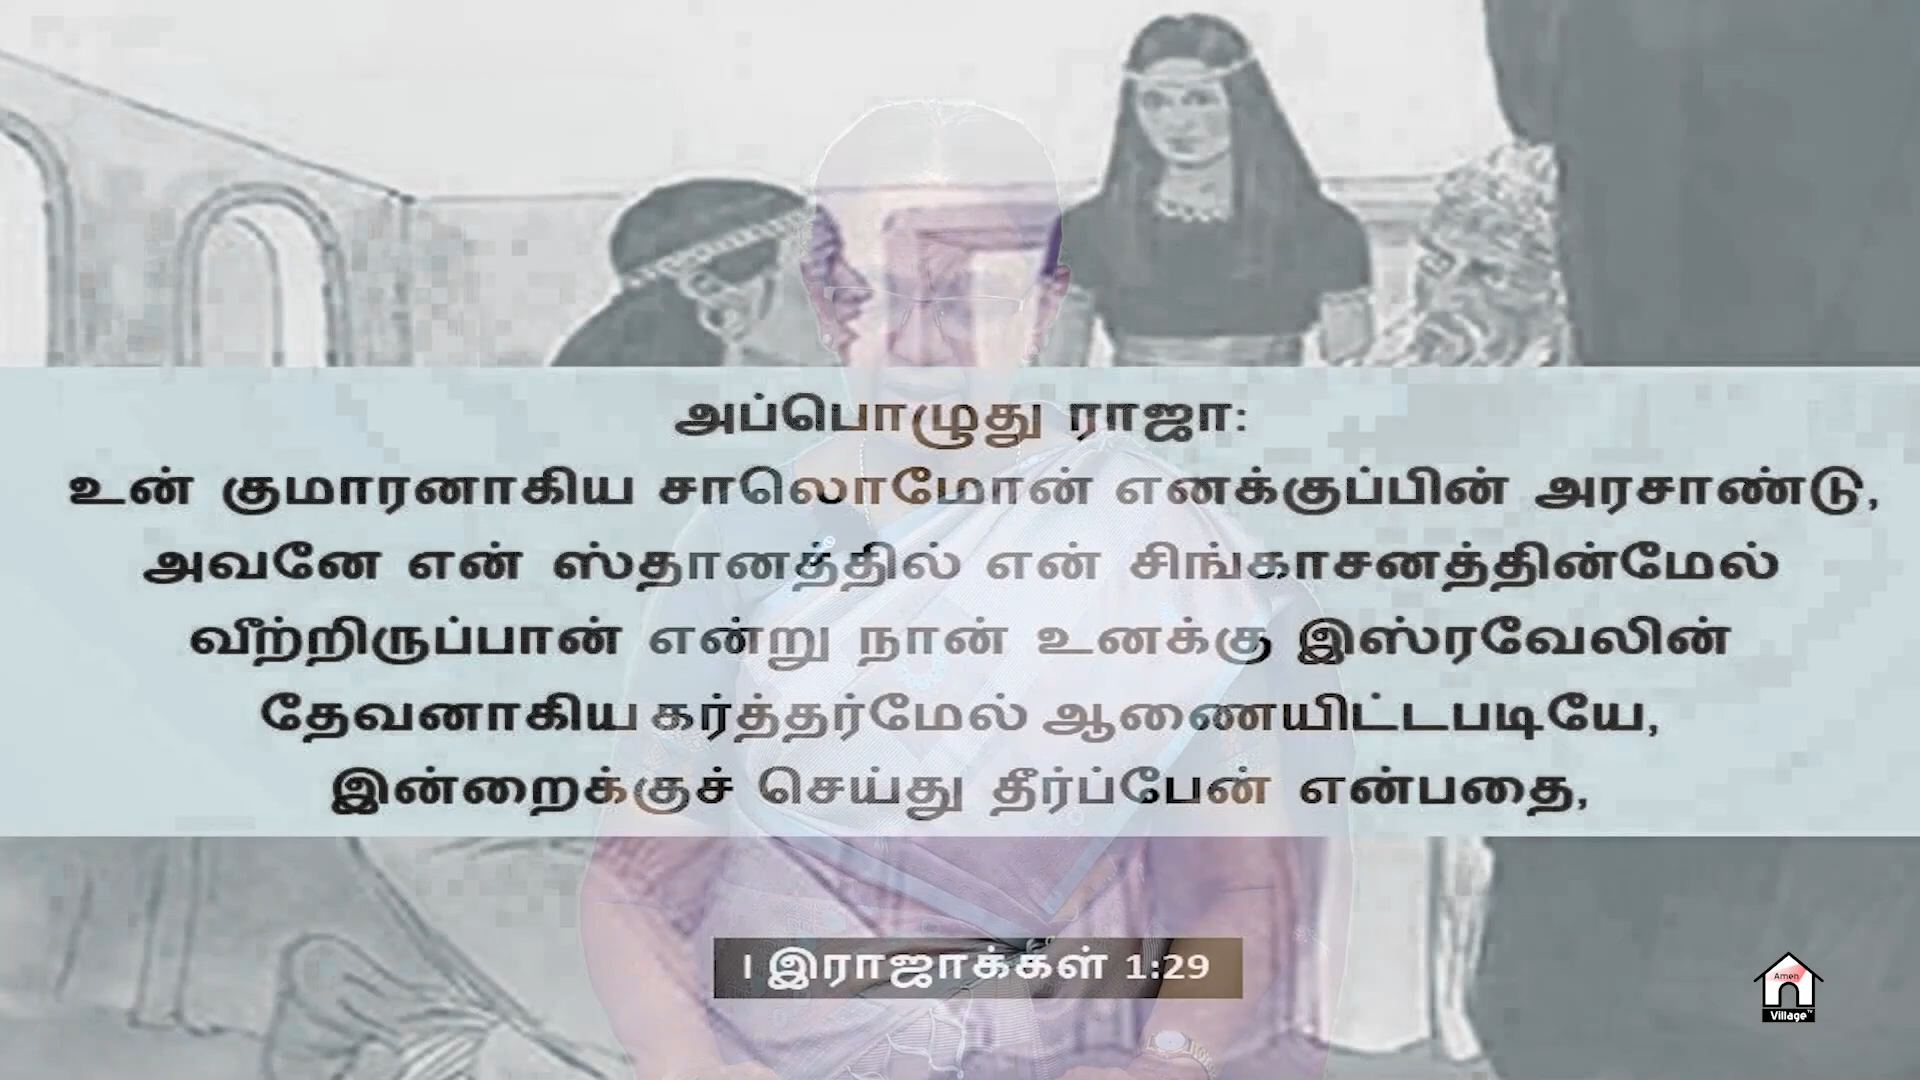 அப்பொழுது ராஜா:
உன் குமாரனாகிய சாலொமோன் எனக்குப்பின் அரசாண்டு,
அவனே என் ஸ்தானத்தில் என் சிங்காசனத்தின்மேல்
வீற்றிருப்பான் என்று நான் உனக்கு இஸ்ரவேலின்
தேவனாகிய கர்த்தர்மேல் ஆணையிட்டபடியே,
இன்றைக்குச் செய்து தீர்ப்பேன் என்பதை,
I இராஜாக்கள் 1:29
Amen
Village™